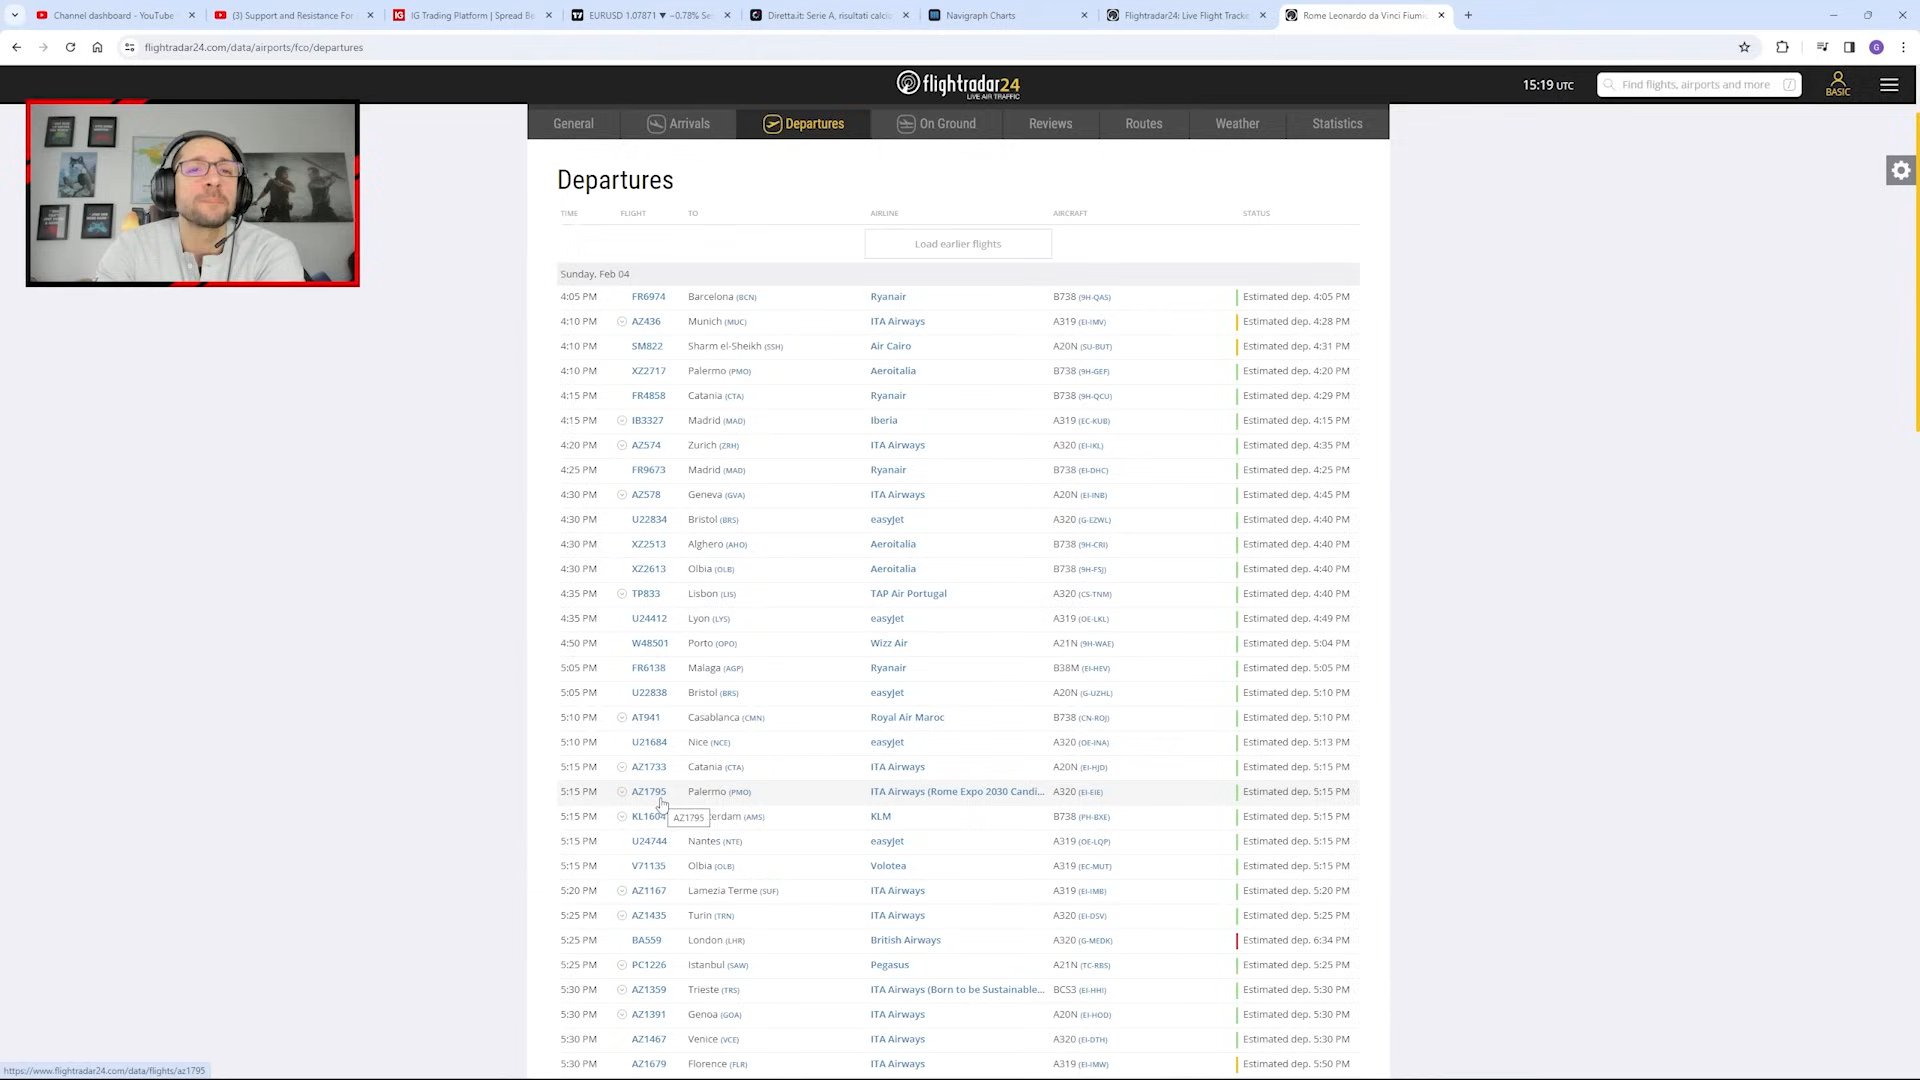 Channel dashboard - YouTube
(3) Support and Resistance For
IG Trading Platform | Spread Be
EURUSD 1.07871 ▼ −0.78% Se
Diretta.it: Serie A, risultati calcio
Navigraph Charts
Flightradar24: Live Flight Tracke
Rome Leonardo da Vinci Fiumic
flightradar24.com/data/airports/fco/departures
G
flightradar24
LIVE AIR TRAFFIC
15:19 UTC
Find flights, airports and more /
BASIC
General Arrivals Departures On Ground Reviews Routes Weather Statistics
Departures
TIME FLIGHT TO AIRLINE AIRCRAFT STATUS
Load earlier flights
Sunday, Feb 04
4:05 PM FR6974 Barcelona (BCN) Ryanair B738 (9H-QAS) Estimated dep. 4:05 PM
4:10 PM AZ436 Munich (MUC) ITA Airways A319 (EI-IMV) Estimated dep. 4:28 PM
4:10 PM SM822 Sharm el-Sheikh (SSH) Air Cairo A20N (SU-BUT) Estimated dep. 4:31 PM
4:10 PM XZ2717 Palermo (PMO) Aeroitalia B738 (9H-GEF) Estimated dep. 4:20 PM
4:15 PM FR4858 Catania (CTA) Ryanair B738 (9H-QCU) Estimated dep. 4:29 PM
4:15 PM IB3327 Madrid (MAD) Iberia A319 (EC-KUB) Estimated dep. 4:15 PM
4:20 PM AZ574 Zurich (ZRH) ITA Airways A320 (EI-IKL) Estimated dep. 4:35 PM
4:25 PM FR9673 Madrid (MAD) Ryanair B738 (EI-DHC) Estimated dep. 4:25 PM
4:30 PM AZ578 Geneva (GVA) ITA Airways A20N (EI-INB) Estimated dep. 4:45 PM
4:30 PM U22834 Bristol (BRS) easyJet A320 (G-EZWL) Estimated dep. 4:40 PM
4:30 PM XZ2513 Alghero (AHO) Aeroitalia B738 (9H-CRI) Estimated dep. 4:40 PM
4:30 PM XZ2613 Olbia (OLB) Aeroitalia B738 (9H-FSJ) Estimated dep. 4:40 PM
4:35 PM TP833 Lisbon (LIS) TAP Air Portugal A320 (CS-TNM) Estimated dep. 4:40 PM
4:35 PM U24412 Lyon (LYS) easyJet A319 (OE-LKL) Estimated dep. 4:49 PM
4:50 PM W48501 Porto (OPO) Wizz Air A21N (9H-WAE) Estimated dep. 5:04 PM
5:05 PM FR6138 Malaga (AGP) Ryanair B38M (EI-HEV) Estimated dep. 5:05 PM
5:05 PM U22838 Bristol (BRS) easyJet A20N (G-UZHL) Estimated dep. 5:10 PM
5:10 PM AT941 Casablanca (CMN) Royal Air Maroc B738 (CN-ROJ) Estimated dep. 5:10 PM
5:10 PM U21684 Nice (NCE) easyJet A320 (OE-INA) Estimated dep. 5:13 PM
5:15 PM AZ1733 Catania (CTA) ITA Airways A20N (EI-HJD) Estimated dep. 5:15 PM
5:15 PM AZ1795 Palermo (PMO) ITA Airways (Rome Expo 2030 Candi... A320 (EI-EIE) Estimated dep. 5:15 PM
5:15 PM KL1604 AZ1795 terdam (AMS) KLM B738 (PH-BXE) Estimated dep. 5:15 PM
5:15 PM U24744 Nantes (NTE) easyJet A319 (OE-LQP) Estimated dep. 5:15 PM
5:15 PM V71135 Olbia (OLB) Volotea A319 (EC-MUT) Estimated dep. 5:15 PM
5:20 PM AZ1167 Lamezia Terme (SUF) ITA Airways A319 (EI-IMB) Estimated dep. 5:20 PM
5:25 PM AZ1435 Turin (TRN) ITA Airways A320 (EI-DSV) Estimated dep. 5:25 PM
5:25 PM BA559 London (LHR) British Airways A320 (G-MEDK) Estimated dep. 6:34 PM
5:25 PM PC1226 Istanbul (SAW) Pegasus A21N (TC-RBS) Estimated dep. 5:25 PM
5:30 PM AZ1359 Trieste (TRS) ITA Airways (Born to be Sustainable... BCS3 (EI-HHI) Estimated dep. 5:30 PM
5:30 PM AZ1391 Genoa (GOA) ITA Airways A20N (EI-HOD) Estimated dep. 5:30 PM
5:30 PM AZ1467 Venice (VCE) ITA Airways A320 (EI-DTH) Estimated dep. 5:30 PM
5:30 PM AZ1679 Florence (FLR) ITA Airways A319 (EI-IMW) Estimated dep. 5:50 PM
https://www.flightradar24.com/data/flights/az1795